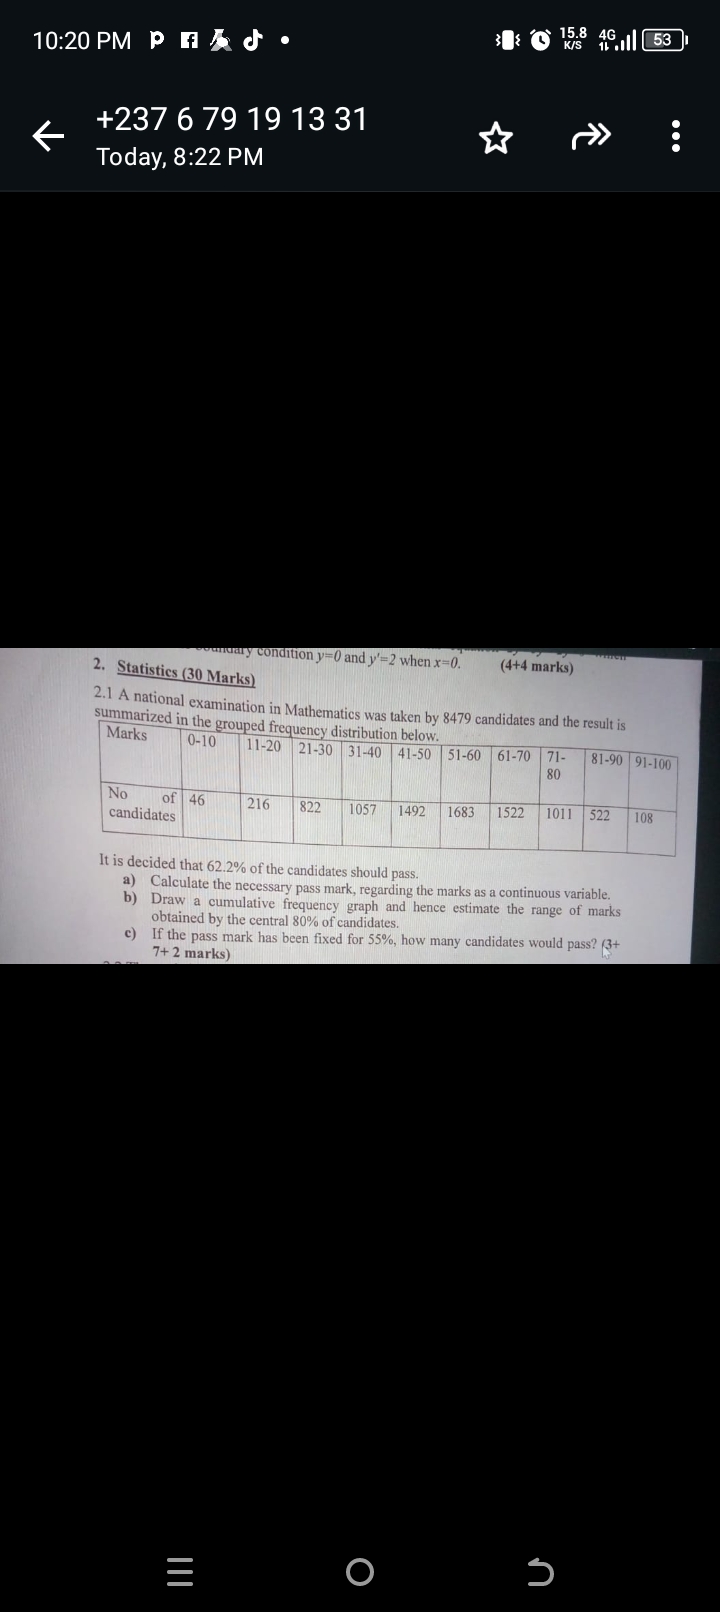 10:20 PM
15.8 K/S 4G 53
+237 6 79 19 13 31
Today, 8:22 PM
condition y=0 and y'=2 when x=0. (4+4 marks)
2. Statistics (30 Marks)
2.1 A national examination in Mathematics was taken by 8479 candidates and the result is
summarized in the grouped frequency distribution below.
Marks 0-10 11-20 21-30 31-40 41-50 51-60 61-70 71-80 81-90 91-100
No of candidates 46 216 822 1057 1492 1683 1522 1011 522 108
It is decided that 62.2% of the candidates should pass.
a) Calculate the necessary pass mark, regarding the marks as a continuous variable.
b) Draw a cumulative frequency graph and hence estimate the range of marks
obtained by the central 80% of candidates.
c) If the pass mark has been fixed for 55%, how many candidates would pass? (3+
7+ 2 marks)